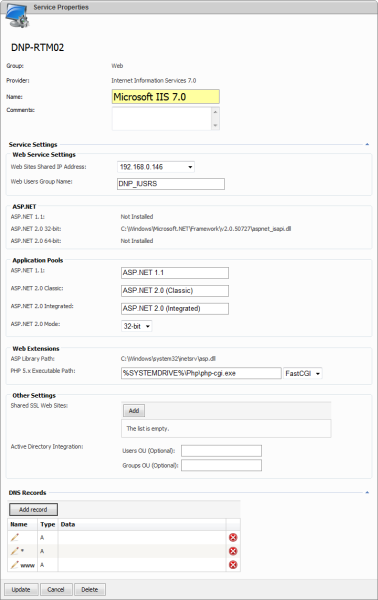 Service Properties
DNP-RTM02
Group: Web
Provider: Internet Information Services 7.0
Name: Microsoft IIS 7.0
Comments:
Service Settings
Web Service Settings
Web Sites Shared IP Address: 192.168.0.146
Web Users Group Name: DNP_IUSRS
ASP.NET
ASP.NET 1.1: Not Installed
ASP.NET 2.0 32-bit: C:\Windows\Microsoft.NET\Framework\v2.0.50727\aspnet_isapi.dll
ASP.NET 2.0 64-bit: Not Installed
Application Pools
ASP.NET 1.1: ASP.NET 1.1
ASP.NET 2.0 Classic: ASP.NET 2.0 (Classic)
ASP.NET 2.0 Integrated: ASP.NET 2.0 (Integrated)
ASP.NET 2.0 Mode: 32-bit
Web Extensions
ASP Library Path: C:\Windows\system32\inetsrv\asp.dll
PHP 5.x Executable Path: %SYSTEMDRIVE%\Php\php-cgi.exe FastCGI
Other Settings
Shared SSL Web Sites: Add
The list is empty.
Active Directory Integration: Users OU (Optional):
Groups OU (Optional):
DNS Records
Add record
Name Type Data
A
* A
www A
Update Cancel Delete